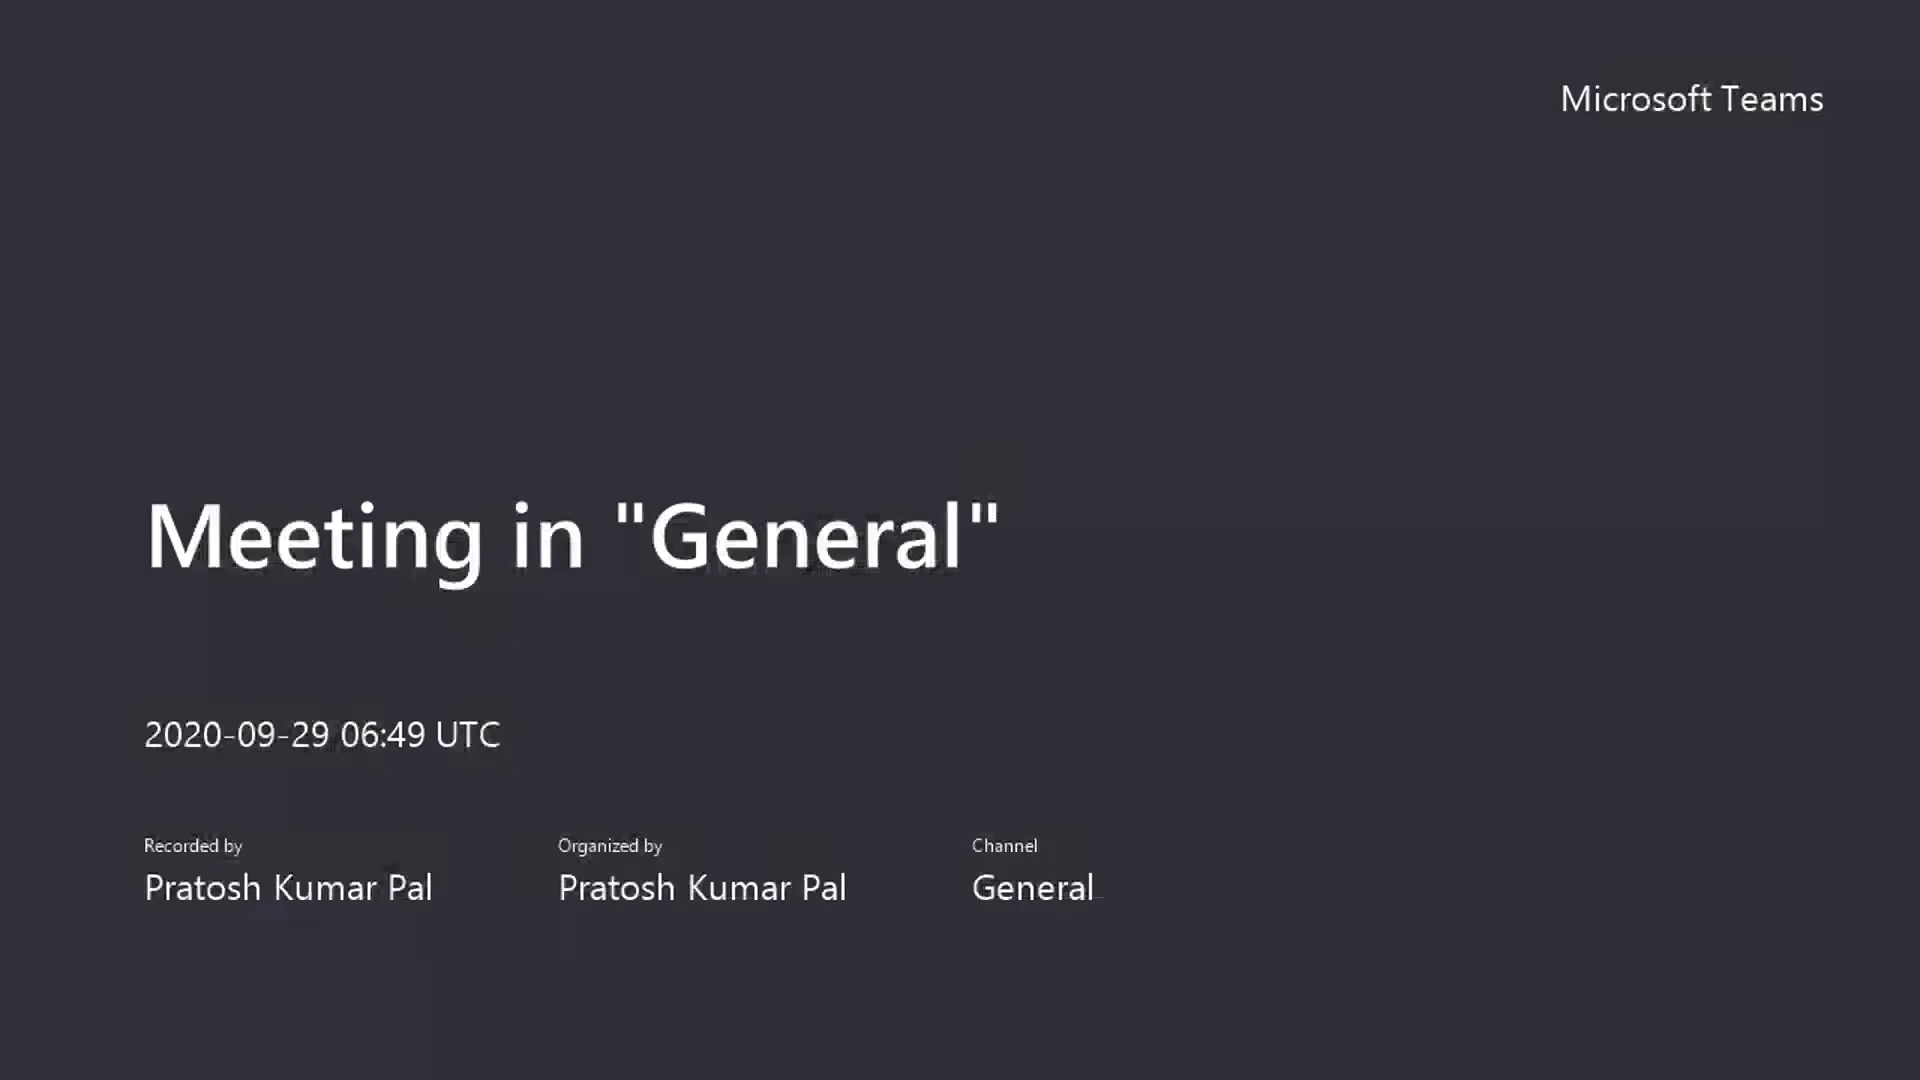 Microsoft Teams
Meeting in "General"
2020-09-29 06:49 UTC
Recorded by
Pratosh Kumar Pal
Organized by
Pratosh Kumar Pal
Channel
General